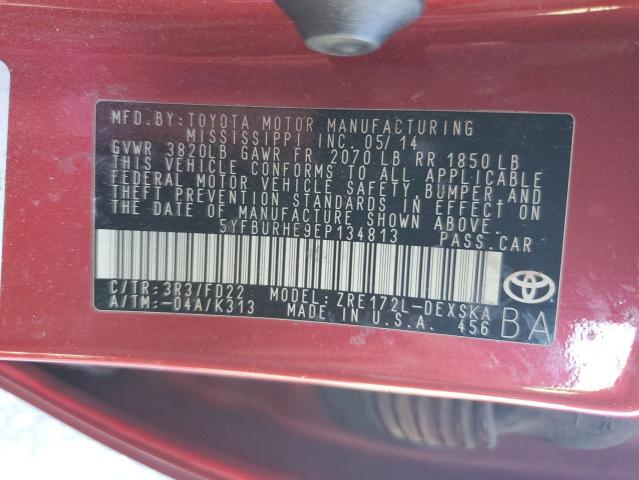 MFD.BY:TOYOTA MOTOR MANUFACTURING
MISSISSIPPI INC. 05/14
GVWR 3820LB GAWR FR 2070 LB RR 1850 LB
THIS VEHICLE CONFORMS TO ALL APPLICABLE
FEDERAL MOTOR VEHICLE SAFETY, BUMPER, AND
THEFT PREVENTION STANDARDS IN EFFECT ON
THE DATE OF MANUFACTURE SHOWN ABOVE.
5YFBURHE9EP134813 PASS.CAR
C/TR:3R3/FD22 MODEL: ZRE172L-DEXSKA
A/TM:-04A/K313 MADE IN U.S.A. 456 BA